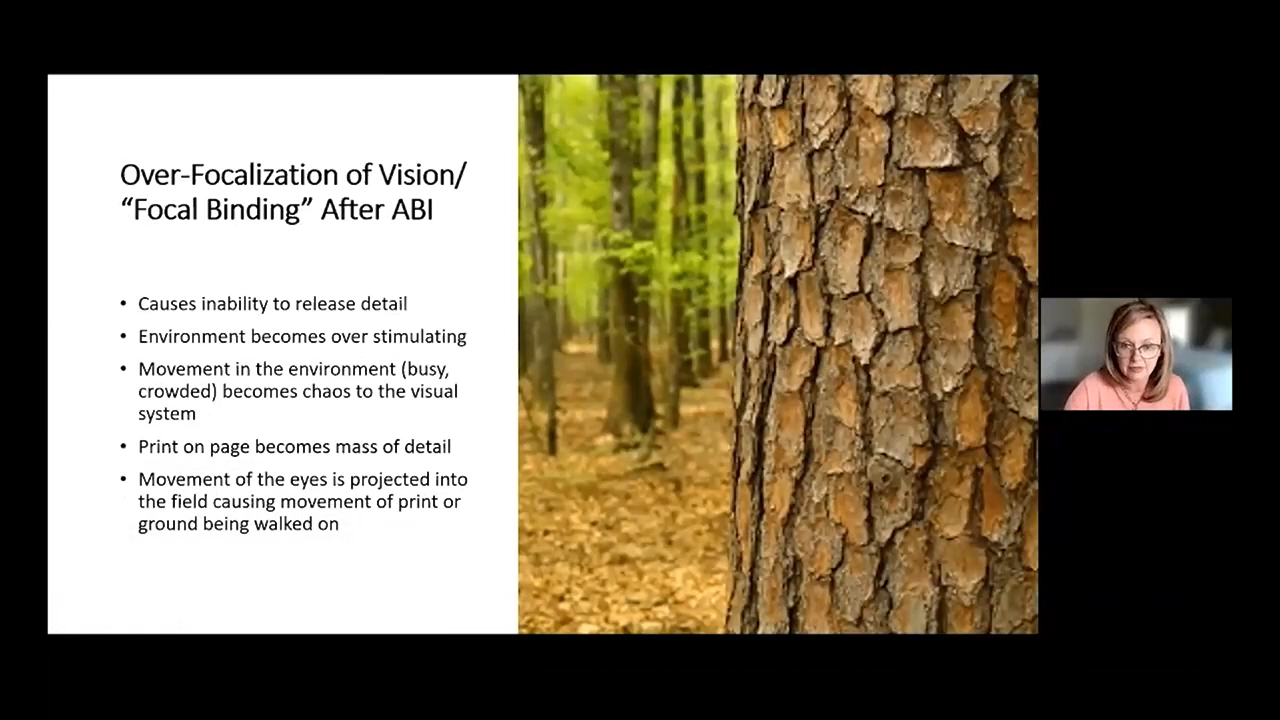 Over-Focalization of Vision/
“Focal Binding” After ABI
• Causes inability to release detail
• Environment becomes over stimulating
• Movement in the environment (busy,
crowded) becomes chaos to the visual
system
• Print on page becomes mass of detail
• Movement of the eyes is projected into
the field causing movement of print or
ground being walked on